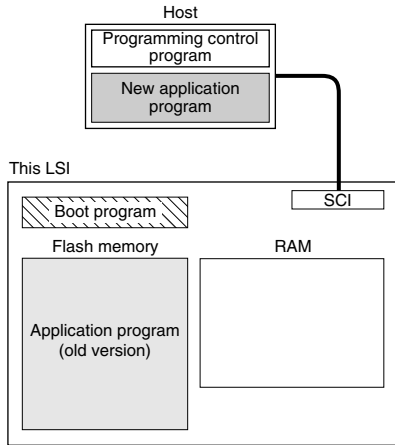 Host
Programming control
program
New application
program
This LSI
SCI
Boot program
Flash memory
RAM
Application program
(old version)